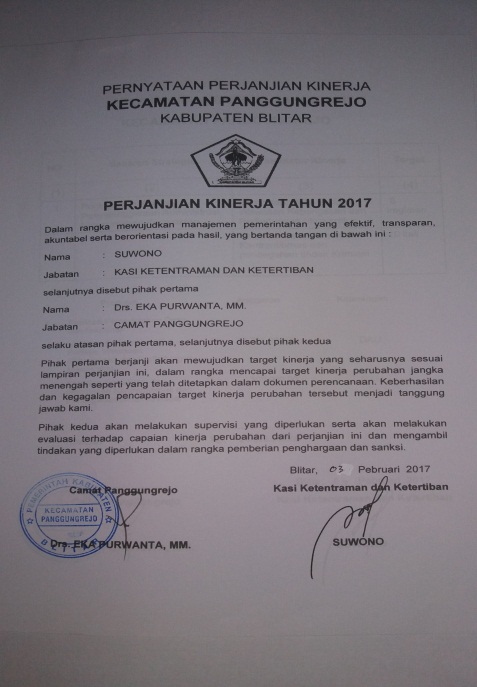 PERNYATAAN PERJANJIAN KINERJA
KECAMATAN PANGGUNGREJO
KABUPATEN BLITAR
PERJANJIAN KINERJA TAHUN 2017
Dalam rangka mewujudkan manajemen pemerintahan yang efektif, transparan,
akuntabel serta berorientasi pada hasil, yang bertanda tangan di bawah ini :
Nama : SUWONO
Jabatan : KASI KETENTRAMAN DAN KETERTIBAN
selanjutnya disebut pihak pertama
Nama : Drs. EKA PURWANTA, MM.
Jabatan : CAMAT PANGGUNGREJO
selaku atasan pihak pertama, selanjutnya disebut pihak kedua
Pihak pertama berjanji akan mewujudkan target kinerja yang seharusnya sesuai
lampiran perjanjian ini, dalam rangka mencapai target kinerja perubahan jangka
menengah seperti yang telah ditetapkan dalam dokumen perencanaan. Keberhasilan
dan kegagalan pencapaian target kinerja perubahan tersebut menjadi tanggung
jawab kami.
Pihak kedua akan melakukan supervisi yang diperlukan serta akan melakukan
evaluasi terhadap capaian kinerja perubahan dari perjanjian ini dan mengambil
tindakan yang diperlukan dalam rangka pemberian penghargaan dan sanksi.
Blitar, 03 Pebruari 2017
Camat Panggungrejo
Kasi Ketentraman dan Ketertiban
PEMERINTAH KABUPATEN
KECAMATAN
PANGGUNGREJO
BLITAR
Drs. EKA PURWANTA, MM.
SUWONO